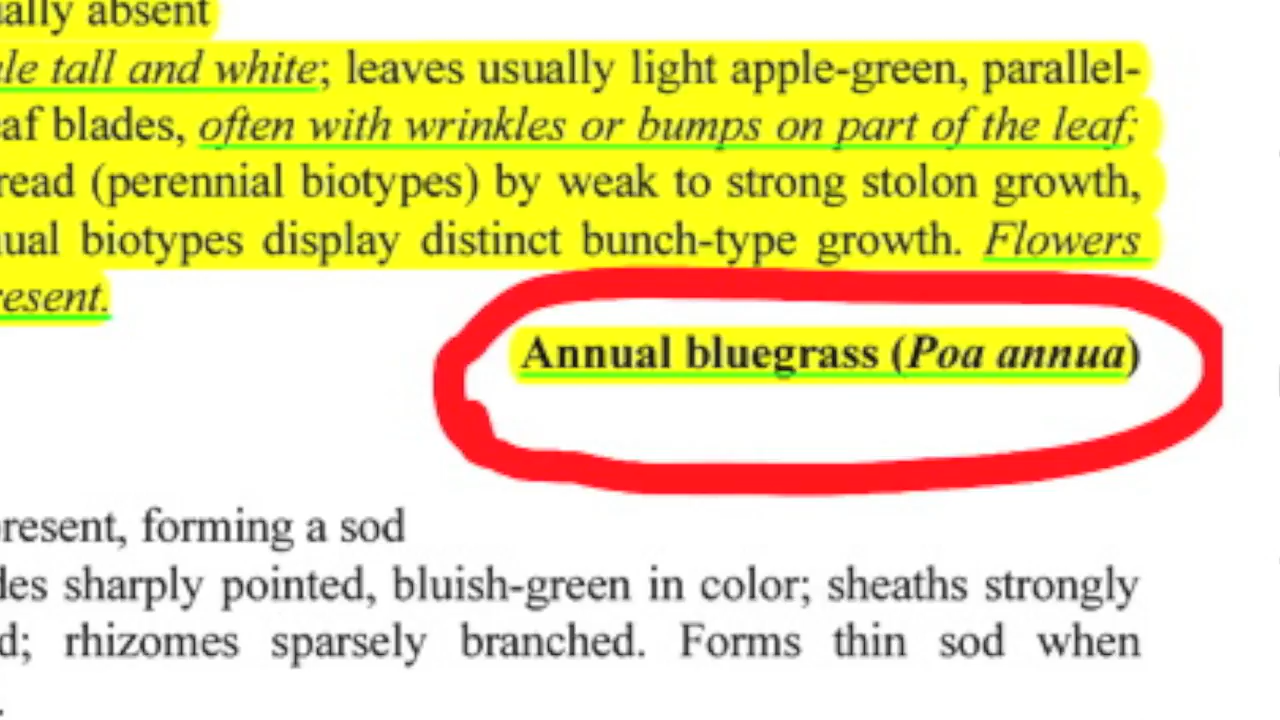 ally absent
le tall and white; leaves usually light apple-green, parallel-
af blades, often with wrinkles or bumps on part of the leaf;
read (perennial biotypes) by weak to strong stolon growth,
ual biotypes display distinct bunch-type growth. Flowers
resent.
Annual bluegrass (Poa annua)
present, forming a sod
des sharply pointed, bluish-green in color; sheaths strongly
d; rhizomes sparsely branched. Forms thin sod when